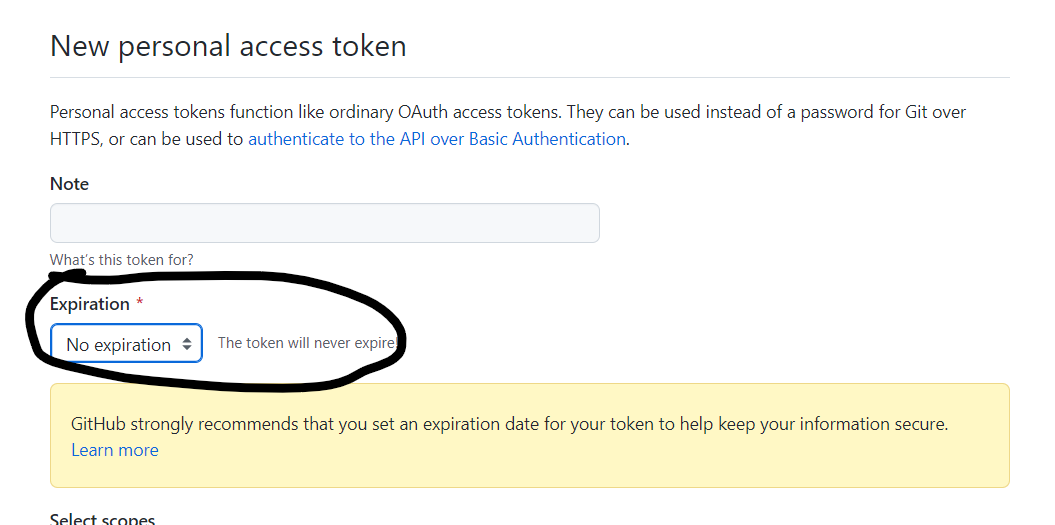 New personal access token
Personal access tokens function like ordinary OAuth access tokens. They can be used instead of a password for Git over
HTTPS, or can be used to authenticate to the API over Basic Authentication.
Note
What's this token for?
Expiration *
No expiration The token will never expire!
GitHub strongly recommends that you set an expiration date for your token to help keep your information secure.
Learn more
Select scopes